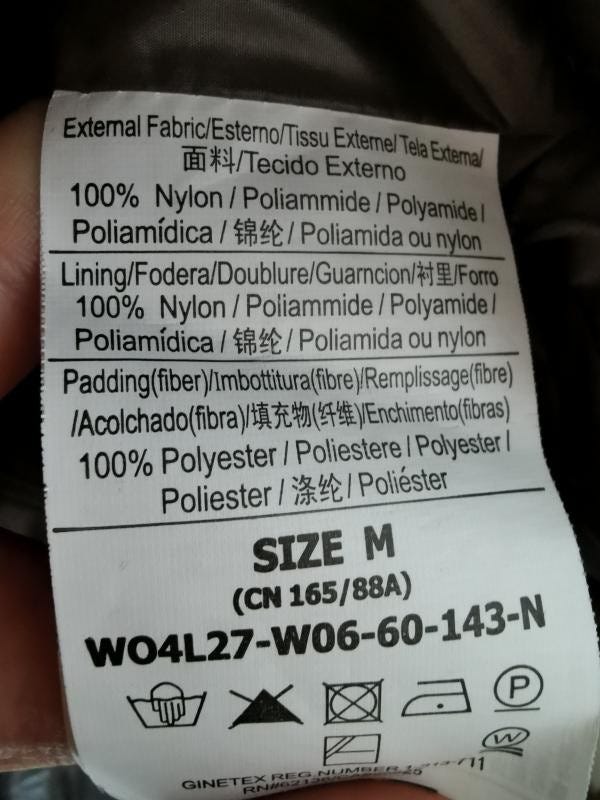 External Fabric/Esterno/Tissu Externe/ Tela Externa/
面料/Tecido Externo
100% Nylon / Poliammide / Polyamide /
Poliamídica / 锦纶 / Poliamida ou nylon
Lining/Fodera/Doublure/Guarncion/衬里/Forro
100% Nylon / Poliammide / Polyamide /
Poliamídica / 锦纶 / Poliamida ou nylon
Padding(fiber)/Imbottitura(fibre)/Remplissage(fibre)
/Acolchado(fibra)/填充物(纤维)/Enchimento(fibras)
100% Polyester / Poliestere / Polyester /
Poliester / 涤纶 / Poliéster
SIZE M
(CN 165/88A)
WO4L27-W06-60-143-N
P
W
GINETEX REG.NUMBER